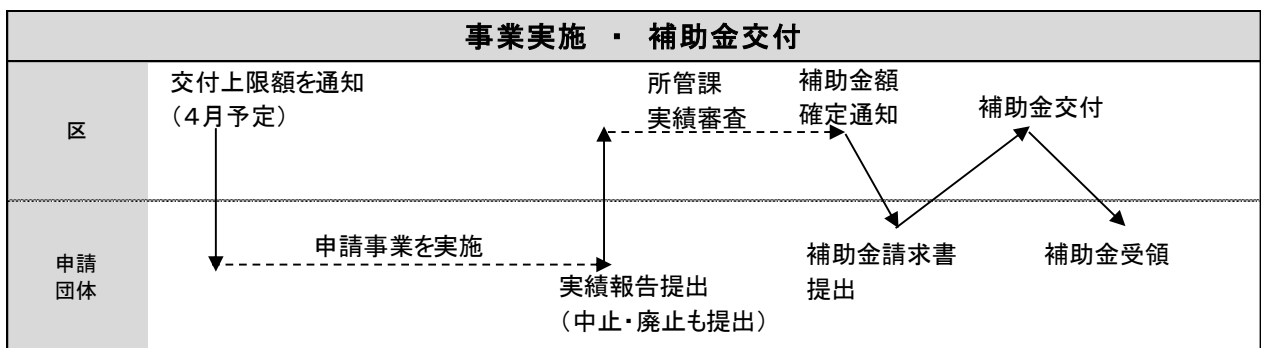 事業実施 ・ 補助金交付
区
交付上限額を通知
（４月予定）
所管課
実績審査
補助金額
確定通知
補助金交付
申請
団体
申請事業を実施
実績報告提出
（中止・廃止も提出）
補助金請求書
提出
補助金受領